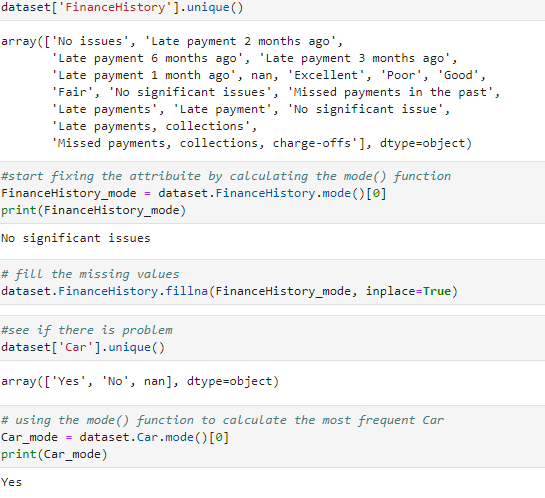 dataset['FinanceHistory'].unique()
array(['No issues', 'Late payment 2 months ago',
'Late payment 6 months ago', 'Late payment 3 months ago',
'Late payment 1 month ago', nan, 'Excellent', 'Poor', 'Good',
'Fair', 'No significant issues', 'Missed payments in the past',
'Late payments', 'Late payment', 'No significant issue',
'Late payments, collections',
'Missed payments, collections, charge-offs'], dtype=object)
#start fixing the attribuite by calculating the mode() function
FinanceHistory_mode = dataset.FinanceHistory.mode()[0]
print(FinanceHistory_mode)
No significant issues
# fill the missing values
dataset.FinanceHistory.fillna(FinanceHistory_mode, inplace=True)
#see if there is problem
dataset['Car'].unique()
array(['Yes', 'No', nan], dtype=object)
# using the mode() function to calculate the most frequent Car
Car_mode = dataset.Car.mode()[0]
print(Car_mode)
Yes